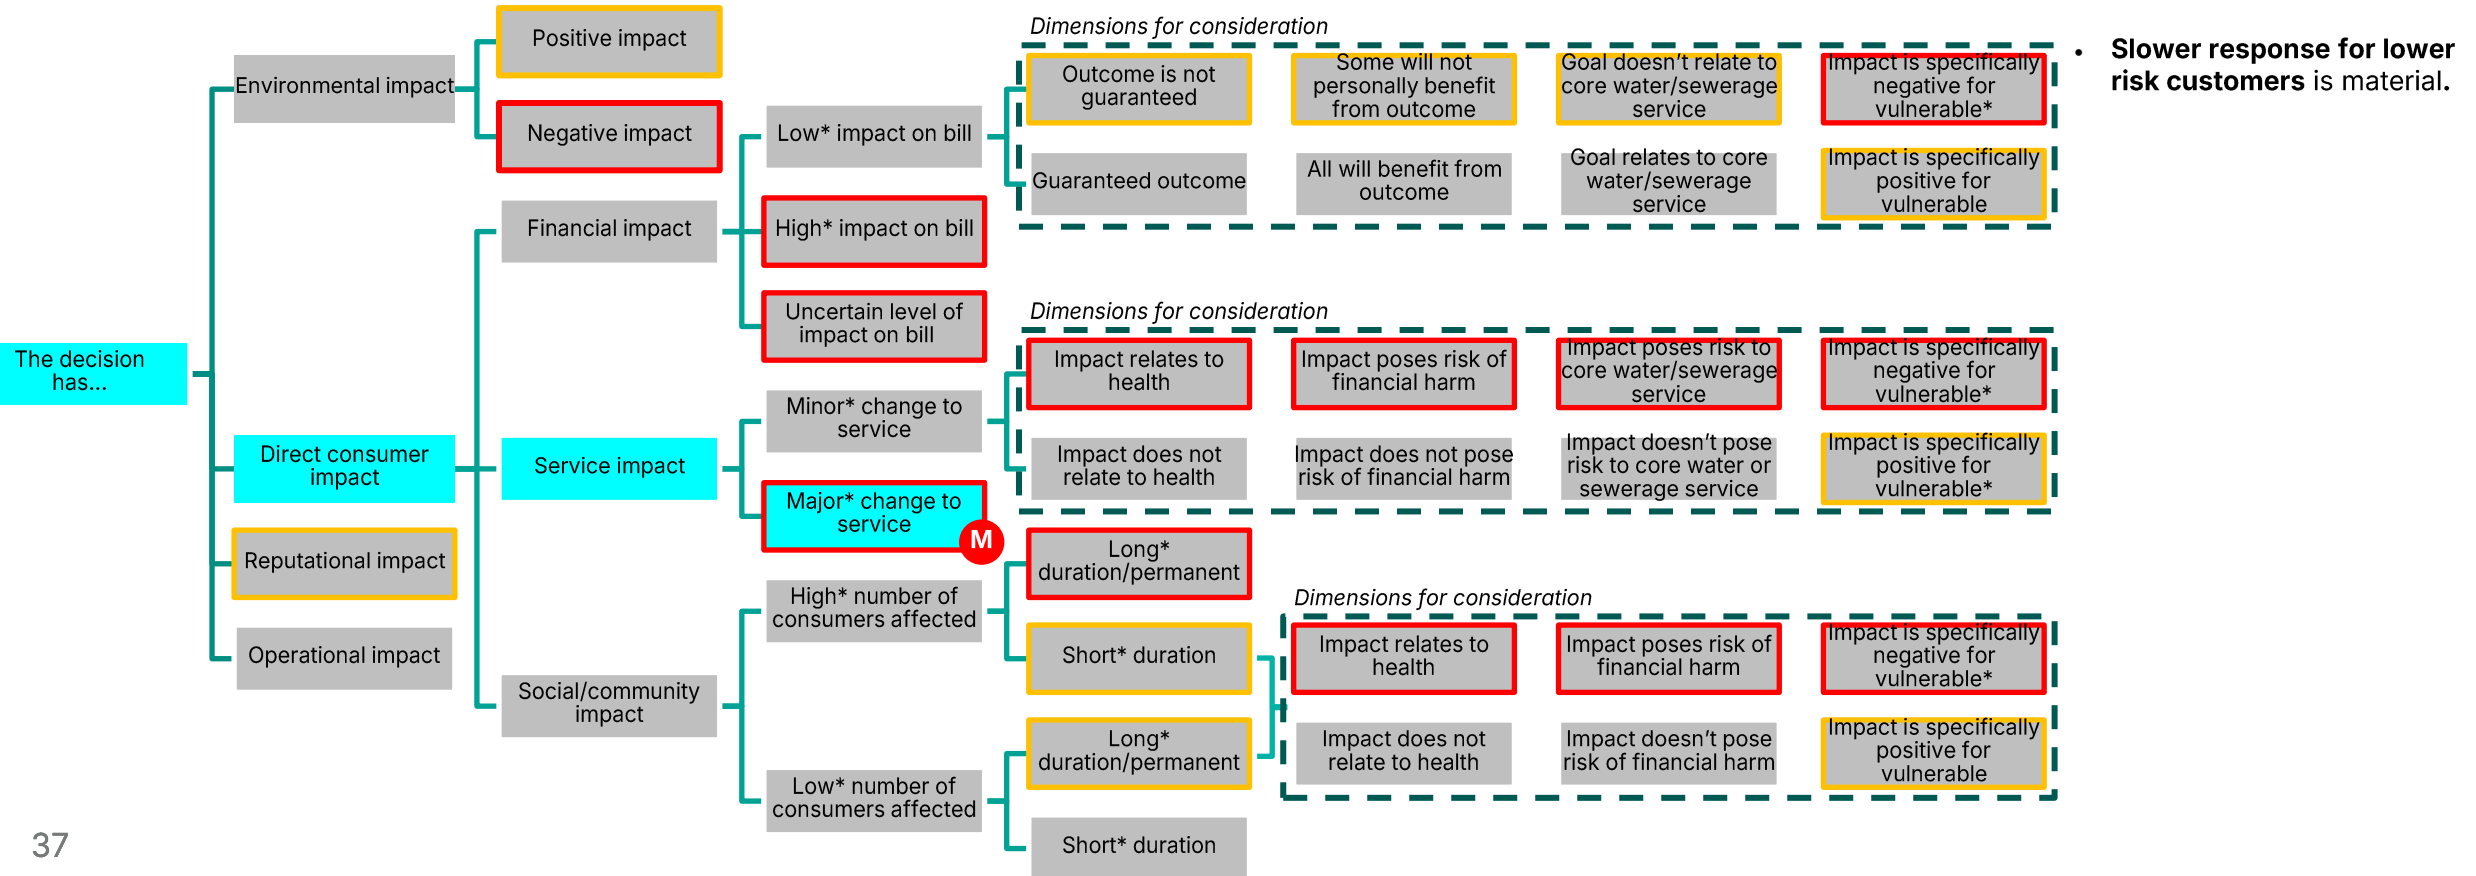 The decision
has...
Environmental impact
Positive impact
Negative impact
Direct consumer
impact
Financial impact
Low* impact on bill
Dimensions for consideration
Outcome is not
guaranteed
Some will not
personally benefit
from outcome
Goal doesn't relate to
core water/sewerage
service
Impact is specifically
negative for
vulnerable*
Guaranteed outcome
All will benefit from
outcome
Goal relates to core
water/sewerage
service
Impact is specifically
positive for
vulnerable
High* impact on bill
Uncertain level of
impact on bill
Service impact
Minor* change to
service
Dimensions for consideration
Impact relates to
health
Impact poses risk of
financial harm
Impact poses risk to
core water/sewerage
service
Impact is specifically
negative for
vulnerable*
Impact does not
relate to health
Impact does not pose
risk of financial harm
Impact doesn't pose
risk to core water or
sewerage service
Impact is specifically
positive for
vulnerable*
Major* change to
service
M
Social/community
impact
High* number of
consumers affected
Long*
duration/permanent
Short* duration
Low* number of
consumers affected
Long*
duration/permanent
Short* duration
Dimensions for consideration
Impact relates to
health
Impact poses risk of
financial harm
Impact is specifically
negative for
vulnerable*
Impact does not
relate to health
Impact doesn't pose
risk of financial harm
Impact is specifically
positive for
vulnerable
Reputational impact
Operational impact
• Slower response for lower
risk customers is material.
37